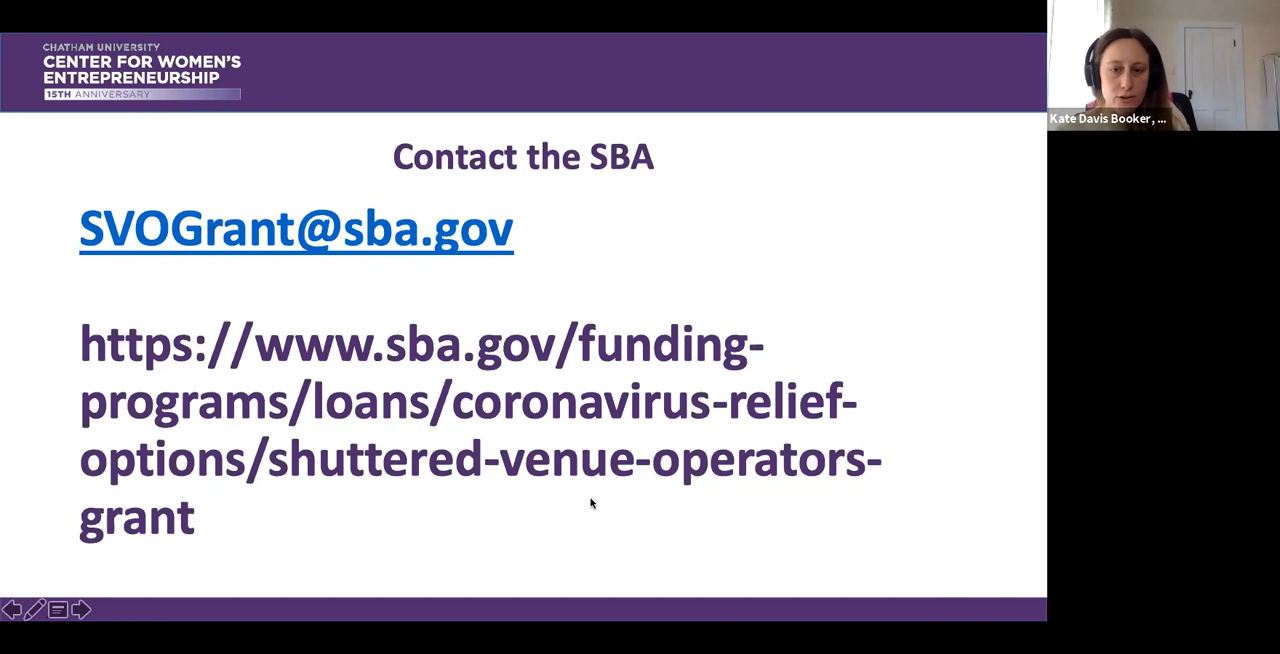 CHATHAM UNIVERSITY
CENTER FOR WOMEN'S
ENTREPRENEURSHIP
15TH ANNIVERSARY
Kate Davis Booker, ...
Contact the SBA
SVOGrant@sba.gov
https://www.sba.gov/funding-
programs/loans/coronavirus-relief-
options/shuttered-venue-operators-
grant